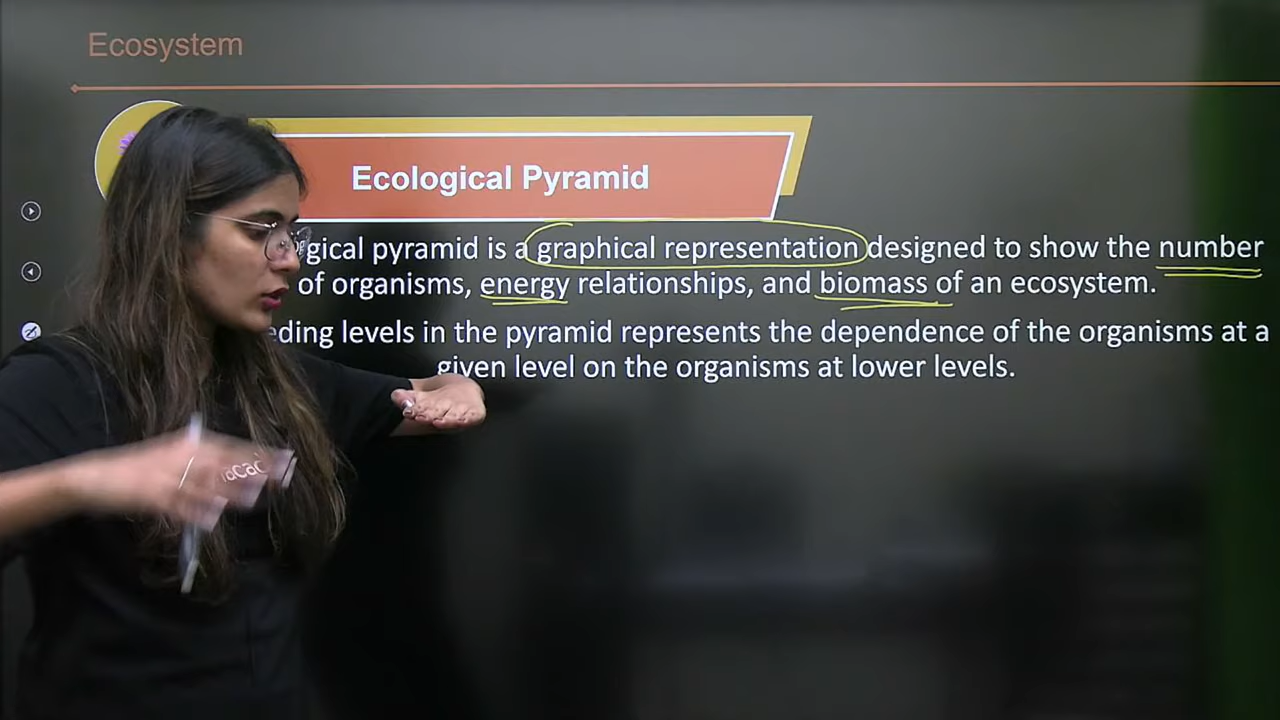 Ecosystem
Ecological Pyramid
gical pyramid is a graphical representation designed to show the number
of organisms, energy relationships, and biomass of an ecosystem.
eding levels in the pyramid represents the dependence of the organisms at a
given level on the organisms at lower levels.